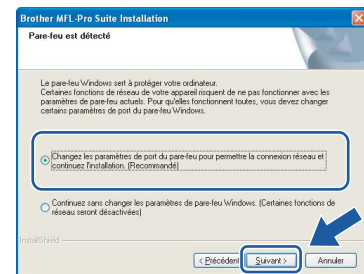 Brother MFL-Pro Suite Installation
Pare-feu est détecté
Le pare-feu Windows sert à protéger votre ordinateur.
Certaines fonctions de réseau de votre appareil risquent de ne pas fonctionner avec les
paramètres de pare-feu actuels. Pour qu'elles fonctionnent toutes, vous devez changer
certains paramètres de port du pare-feu Windows.
Changez les paramètres de port du pare-feu pour permettre la connexion réseau et
continuez l'installation. (Recommandé)
Continuez sans changer les paramètres de pare-feu Windows. (Certaines fonctions de
réseau seront désactivées)
InstallShield
< Précédent
Suivant >
Annuler